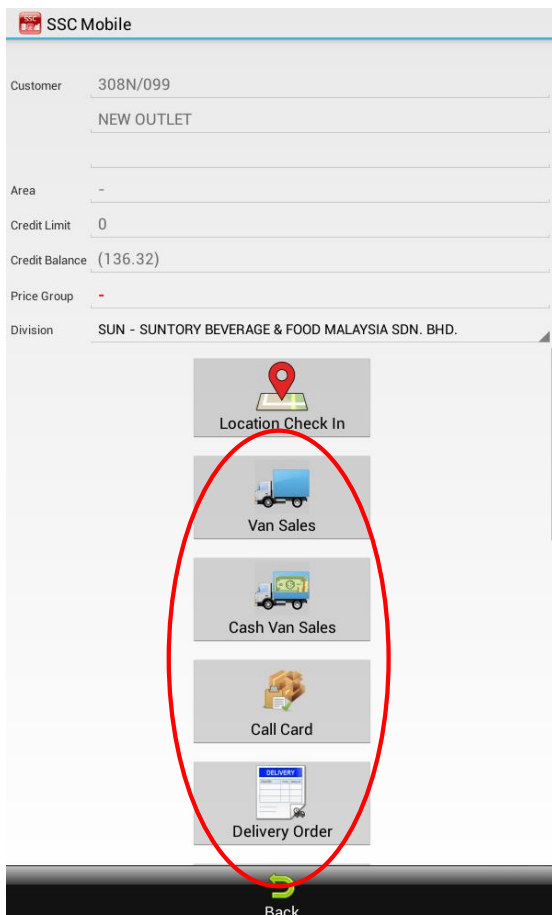 SSC
SSC Mobile
Customer 308N/099
NEW OUTLET
Area -
Credit Limit 0
Credit Balance (136.32)
Price Group -
Division SUN - SUNTORY BEVERAGE & FOOD MALAYSIA SDN. BHD.
Location Check In
Van Sales
Cash Van Sales
Call Card
DELIVERY
Delivery Order
Back